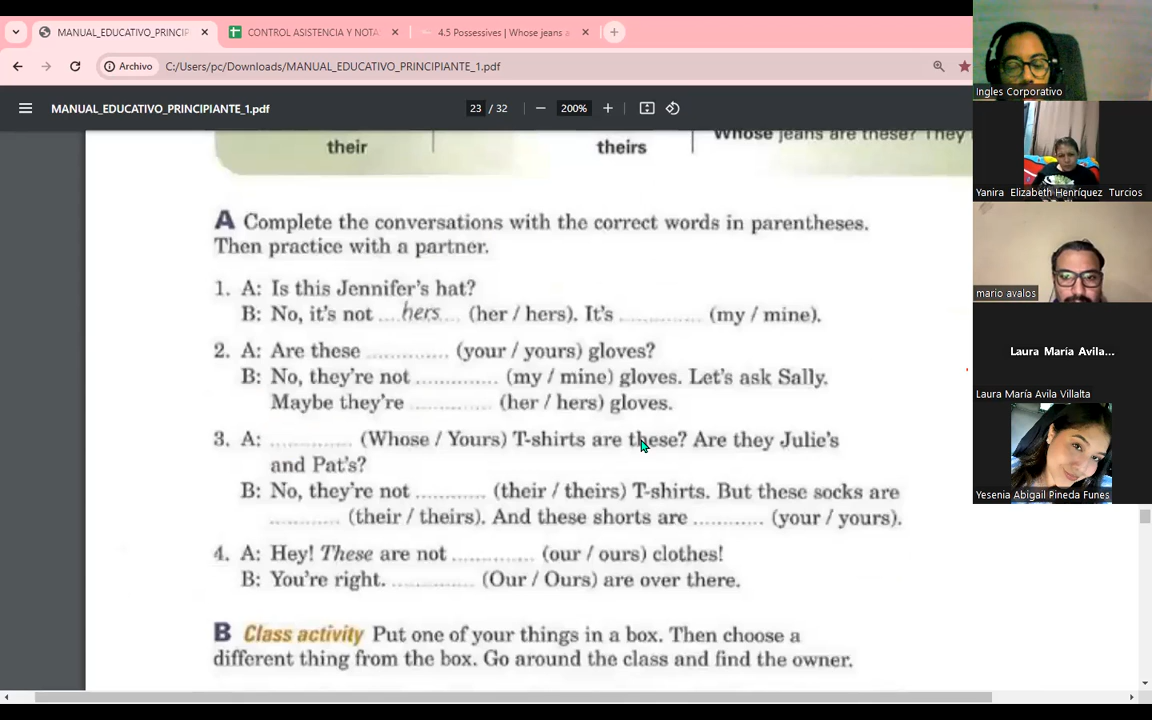 MANUAL_EDUCATIVO_PRINCIP
CONTROL ASISTENCIA Y NOTA
4.5 Possessives | Whose jeans a
Archivo
C:/Users/pc/Downloads/MANUAL_EDUCATIVO_PRINCIPIANTE_1.pdf
MANUAL_EDUCATIVO_PRINCIPIANTE_1.pdf
23 / 32
200%
their
theirs
Whose jeans are these? They
A Complete the conversations with the correct words in parentheses.
Then practice with a partner.
1. A: Is this Jennifer's hat?
B: No, it's not ...hers... (her / hers). It's ............ (my / mine).
2. A: Are these ............ (your / yours) gloves?
B: No, they're not ............ (my / mine) gloves. Let's ask Sally.
Maybe they're ............ (her / hers) gloves.
3. A: ............ (Whose / Yours) T-shirts are these? Are they Julie's
and Pat's?
B: No, they're not ............ (their / theirs) T-shirts. But these socks are
............ (their / theirs). And these shorts are ............ (your / yours).
4. A: Hey! These are not ............ (our / ours) clothes!
B: You're right. ............ (Our / Ours) are over there.
B Class activity Put one of your things in a box. Then choose a
different thing from the box. Go around the class and find the owner.
Ingles Corporativo
Yanira Elizabeth Henríquez Turcios
mario avalos
Laura María Avila...
Laura María Avila Villalta
Yesenia Abigail Pineda Funes